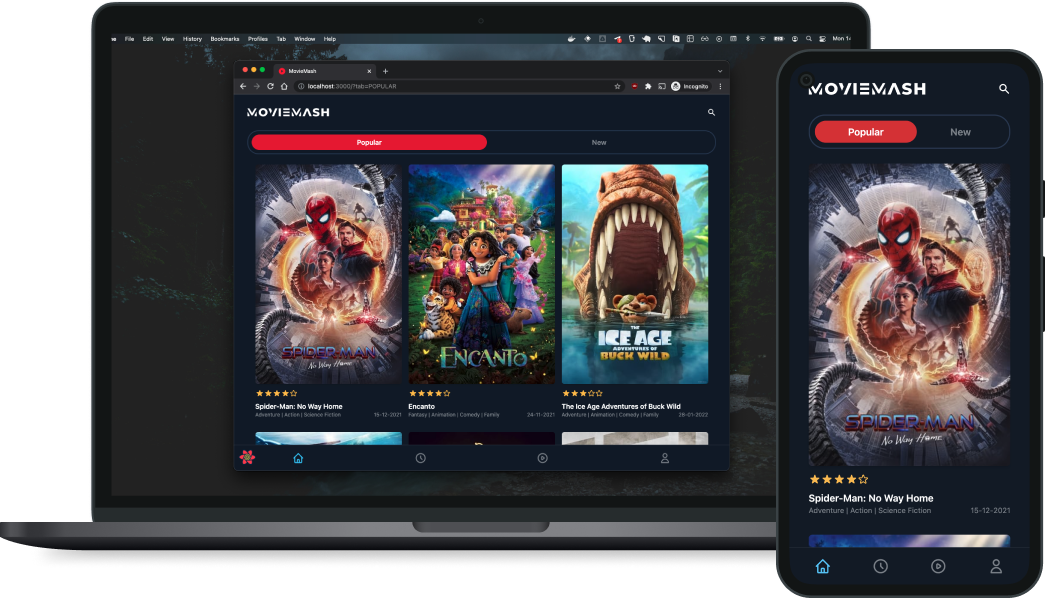 File Edit View History Bookmarks Profiles Tab Window Help
MovieMash
localhost:3000/?tab=POPULAR
Incognito
MOVIEMASH
Popular
New
SPIDER-MAN
No Way Home
ENCANTO
THE
ICE AGE
ADVENTURES OF
BUCK WILD
Spider-Man: No Way Home
Adventure | Action | Science Fiction
15-12-2021
Encanto
Fantasy | Animation | Comedy | Family
24-11-2021
The Ice Age Adventures of Buck Wild
Adventure | Animation | Comedy | Family
28-01-2022
MOVIEMASH
Popular
New
SPIDER-MAN
No Way Home
Spider-Man: No Way Home
Adventure | Action | Science Fiction
15-12-2021